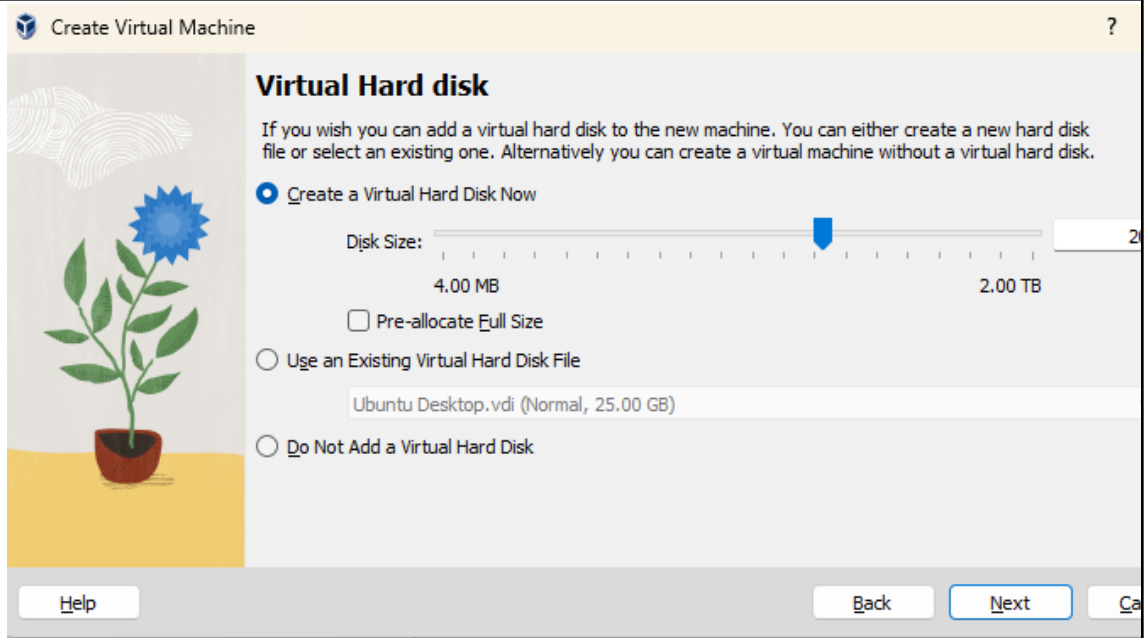 Create Virtual Machine ?
Virtual Hard disk
If you wish you can add a virtual hard disk to the new machine. You can either create a new hard disk
file or select an existing one. Alternatively you can create a virtual machine without a virtual hard disk.
Create a Virtual Hard Disk Now
Disk Size:
4.00 MB 2.00 TB
Pre-allocate Full Size
Use an Existing Virtual Hard Disk File
Ubuntu Desktop.vdi (Normal, 25.00 GB)
Do Not Add a Virtual Hard Disk
Help Back Next